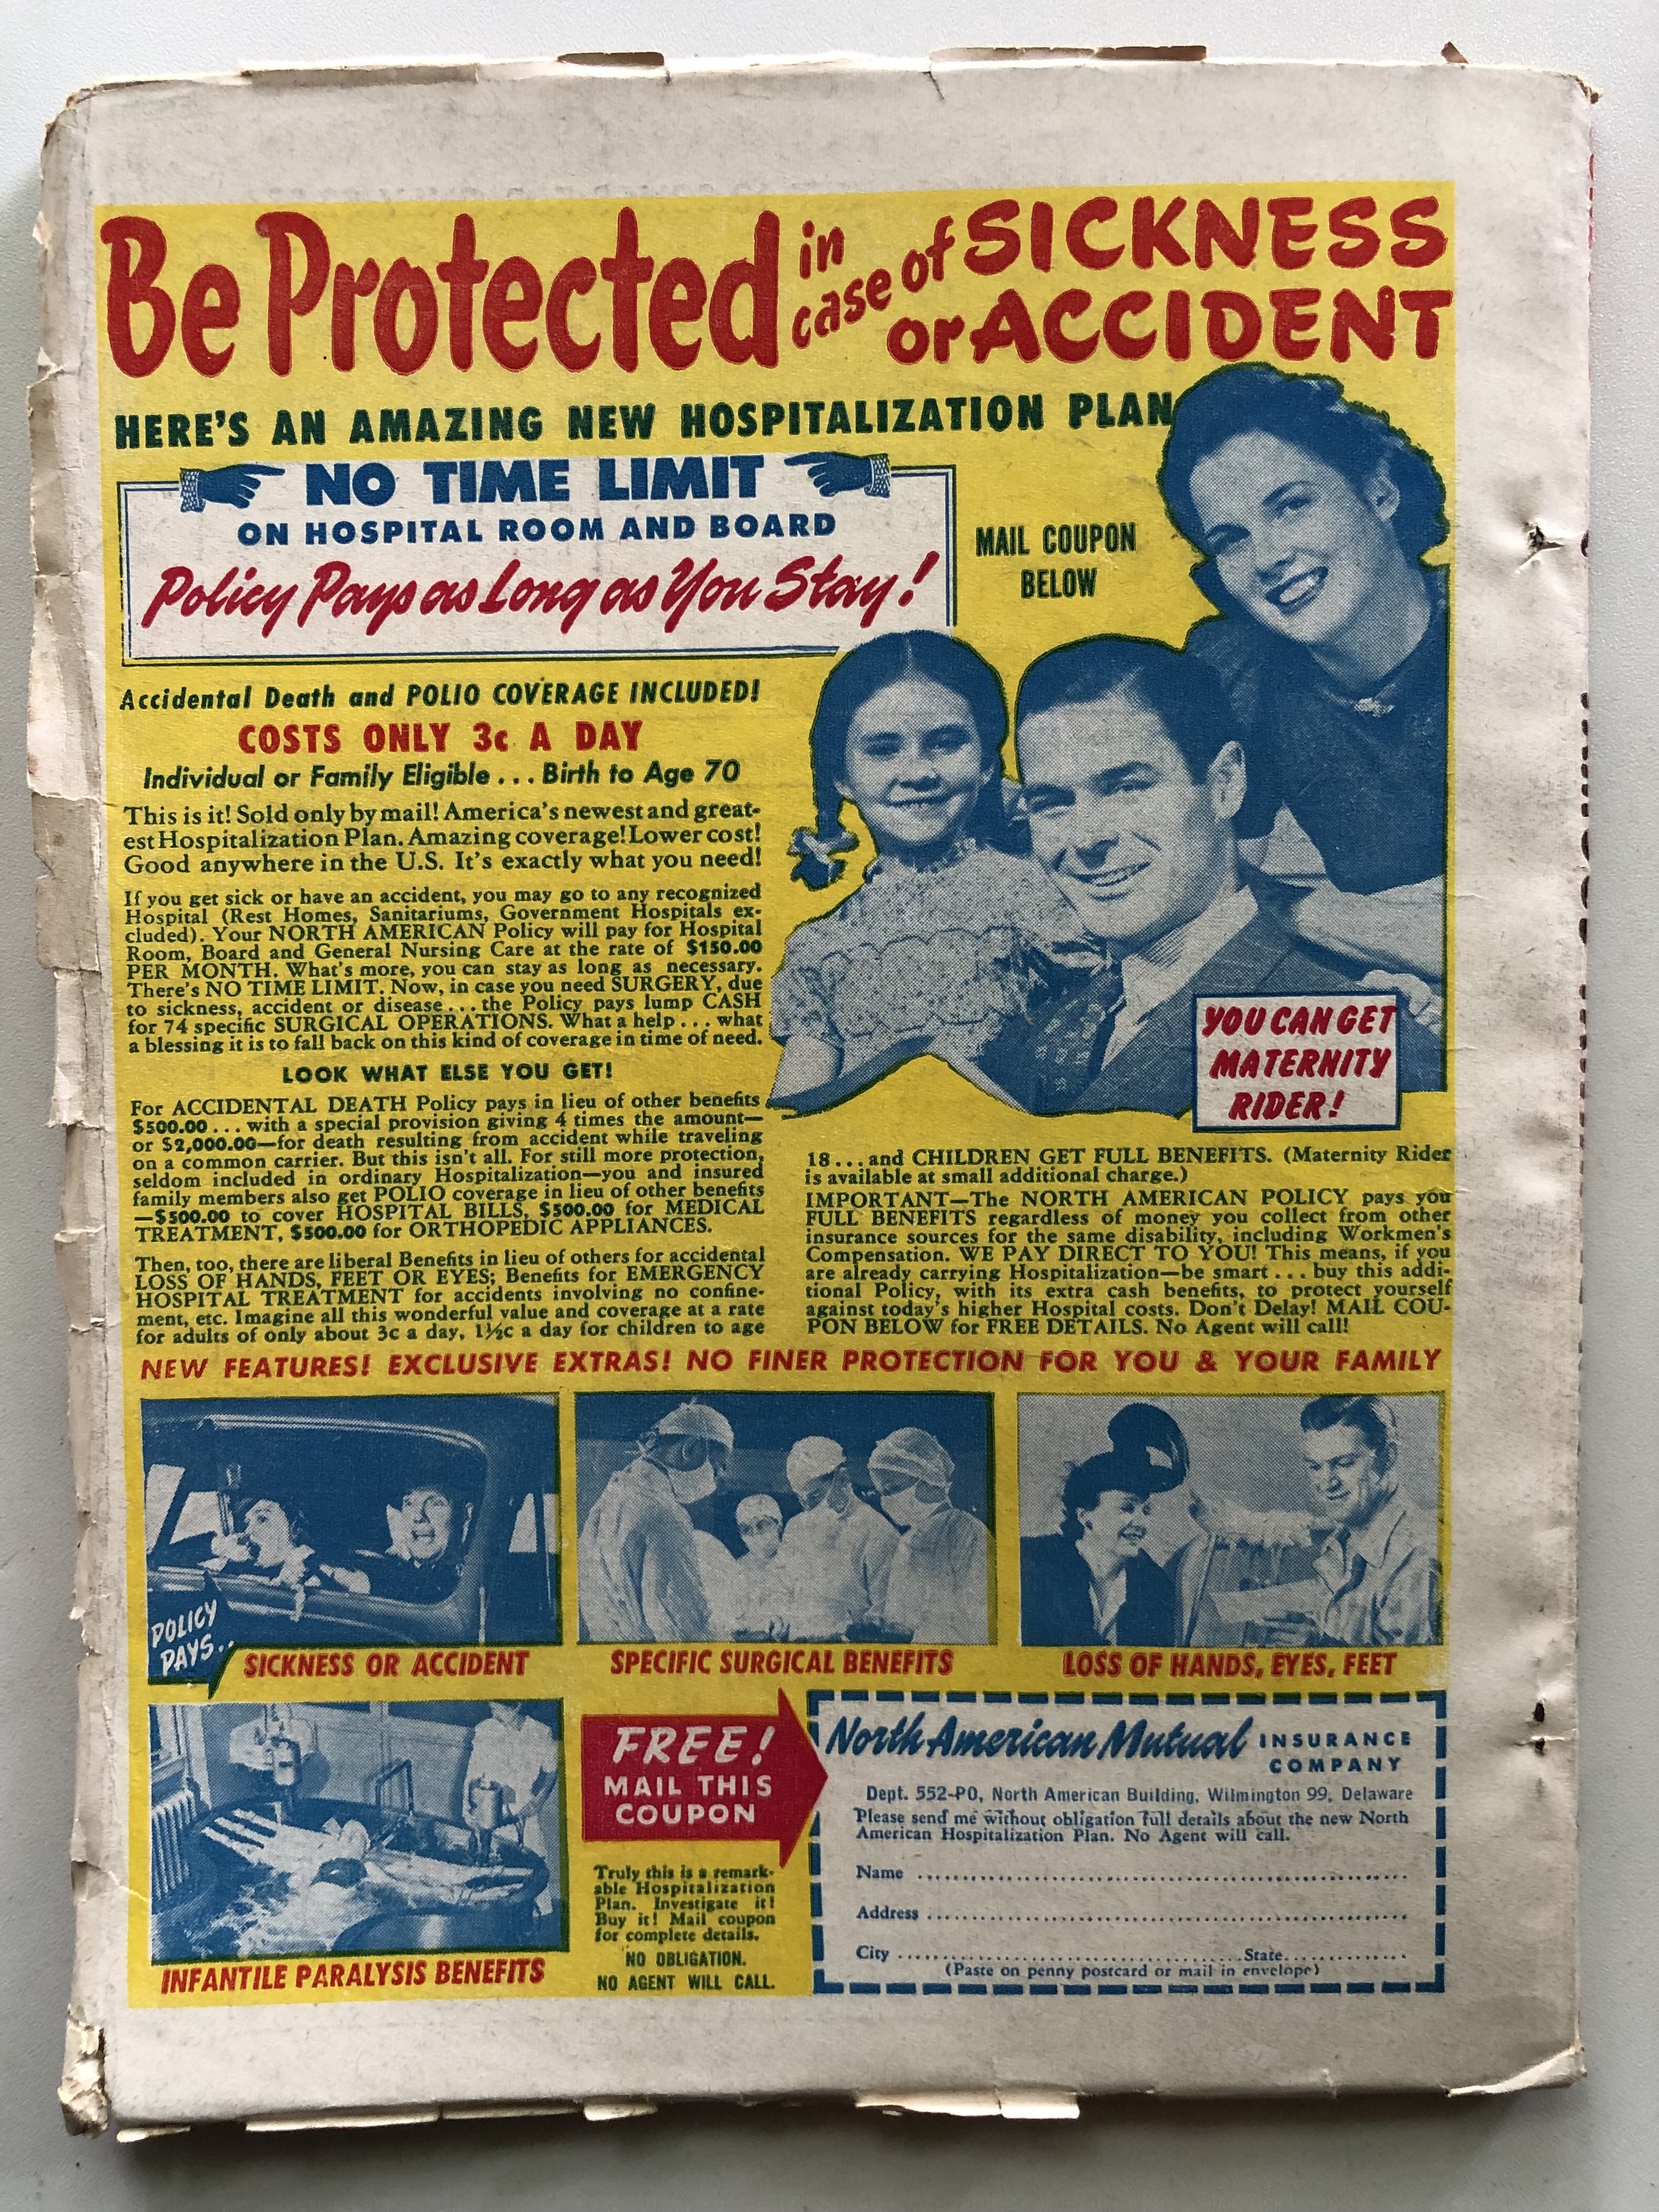 Be Protected in case of SICKNESS
or ACCIDENT
HERE'S AN AMAZING NEW HOSPITALIZATION PLAN
NO TIME LIMIT
ON HOSPITAL ROOM AND BOARD
Policy Pays as Long as You Stay!
MAIL COUPON
BELOW
Accidental Death and POLIO COVERAGE INCLUDED!
COSTS ONLY 3c A DAY
Individual or Family Eligible... Birth to Age 70
This is it! Sold only by mail! America's newest and great-
est Hospitalization Plan. Amazing coverage! Lower cost!
Good anywhere in the U.S. It's exactly what you need!
If you get sick or have an accident, you may go to any recognized
Hospital (Rest Homes, Sanitariums, Government Hospitals ex-
cluded). Your NORTH AMERICAN Policy will pay for Hospital
Room, Board and General Nursing Care at the rate of $150.00
PER MONTH. What's more, you can stay as long as necessary.
There's NO TIME LIMIT. Now, in case you need SURGERY, due
to sickness, accident or disease... the Policy pays lump CASH
for 74 specific SURGICAL OPERATIONS. What a help... what
a blessing it is to fall back on this kind of coverage in time of need.
LOOK WHAT ELSE YOU GET!
For ACCIDENTAL DEATH Policy pays in lieu of other benefits
$500.00... with a special provision giving 4 times the amount—
or $2,000.00—for death resulting from accident while traveling
on a common carrier. But this isn't all. For still more protection,
seldom included in ordinary Hospitalization—you and insured
family members also get POLIO coverage in lieu of other benefits
—$500.00 to cover HOSPITAL BILLS, $500.00 for MEDICAL
TREATMENT, $500.00 for ORTHOPEDIC APPLIANCES.
Then, too, there are liberal Benefits in lieu of others for accidental
LOSS OF HANDS, FEET OR EYES; Benefits for EMERGENCY
HOSPITAL TREATMENT for accidents involving no confine-
ment, etc. Imagine all this wonderful value and coverage at a rate
for adults of only about 3c a day, 1½c a day for children to age
YOU CAN GET
MATERNITY
RIDER!
18... and CHILDREN GET FULL BENEFITS. (Maternity Rider
is available at small additional charge.)
IMPORTANT—The NORTH AMERICAN POLICY pays you
FULL BENEFITS regardless of money you collect from other
insurance sources for the same disability, including Workmen's
Compensation. WE PAY DIRECT TO YOU! This means, if you
are already carrying Hospitalization—be smart... buy this addi-
tional Policy, with its extra cash benefits, to protect yourself
against today's higher Hospital costs. Don't Delay! MAIL COU-
PON BELOW for FREE DETAILS. No Agent will call!
NEW FEATURES! EXCLUSIVE EXTRAS! NO FINER PROTECTION FOR YOU & YOUR FAMILY
POLICY
PAYS..
SICKNESS OR ACCIDENT
SPECIFIC SURGICAL BENEFITS
LOSS OF HANDS, EYES, FEET
INFANTILE PARALYSIS BENEFITS
FREE!
MAIL THIS
COUPON
Truly this is a remark-
able Hospitalization
Plan. Investigate it!
Buy it! Mail coupon
for complete details.
NO OBLIGATION.
NO AGENT WILL CALL.
North American Mutual INSURANCE
COMPANY
Dept. 552-PO, North American Building, Wilmington 99, Delaware
Please send me without obligation full details about the new North
American Hospitalization Plan. No Agent will call.
Name
Address
City State
(Paste on penny postcard or mail in envelope)